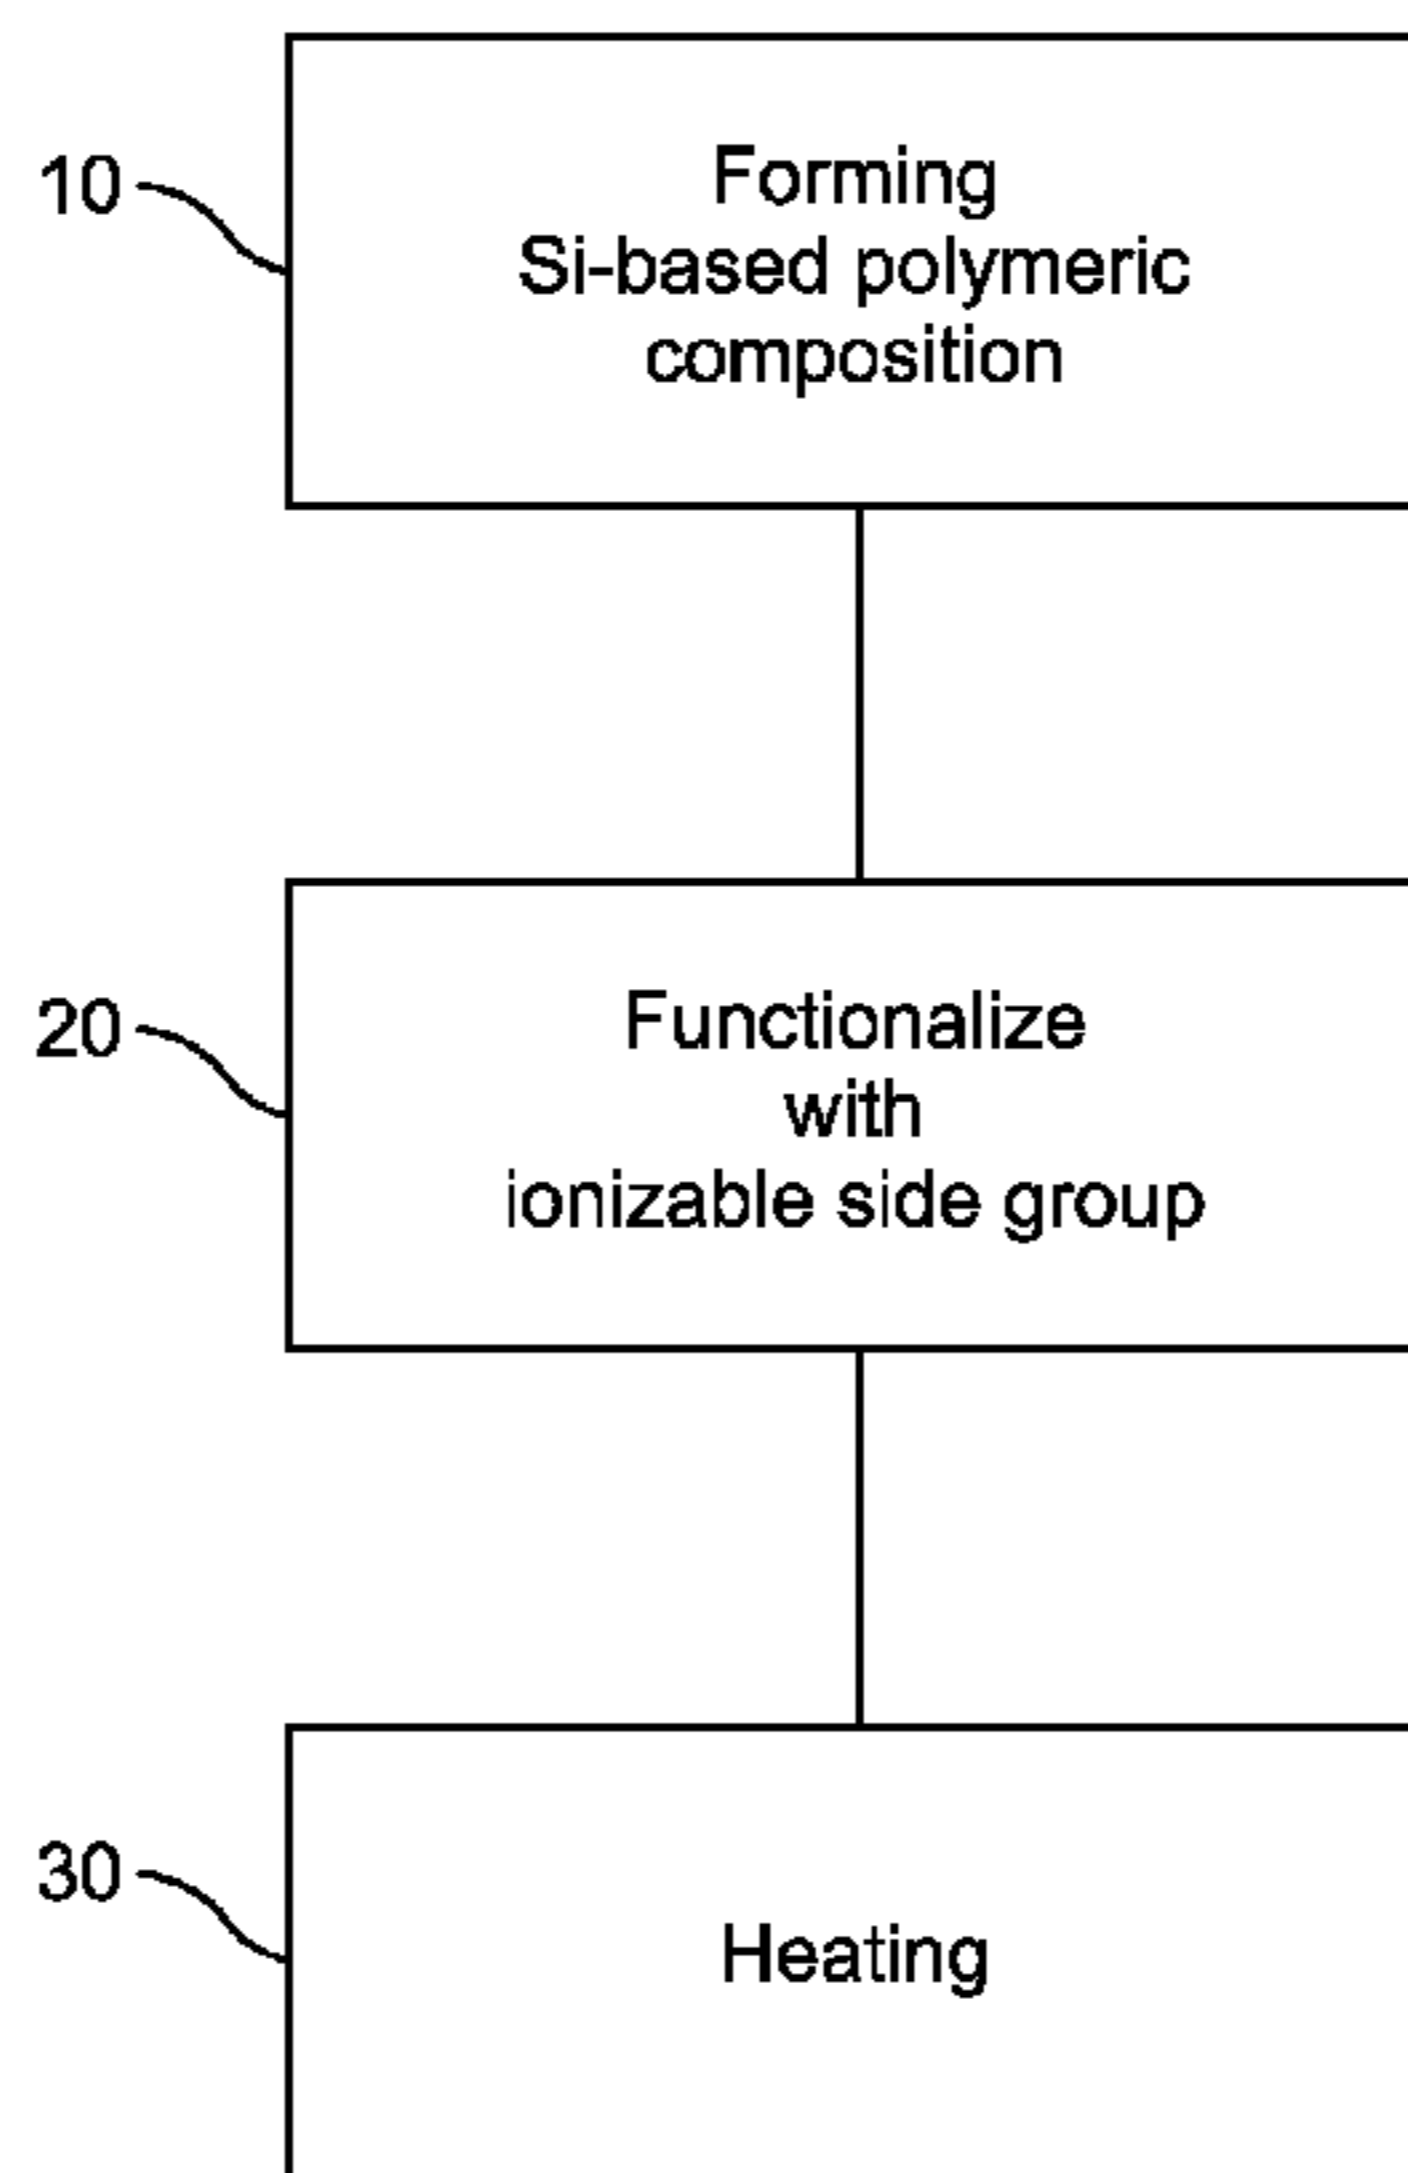 10
Forming
Si-based polymeric
composition
20
Functionalize
with
ionizable side group
30
Heating